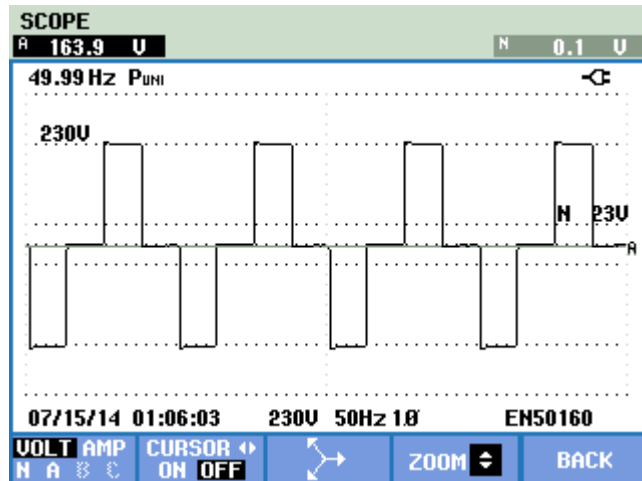 SCOPE
A 163.9 V N 0.1 V
49.99 Hz PUNI
230V
N 23V
A
07/15/14 01:06:03 230V 50Hz 1Ø EN50160
VOLT AMP CURSOR ZOOM BACK
N A B C ON OFF